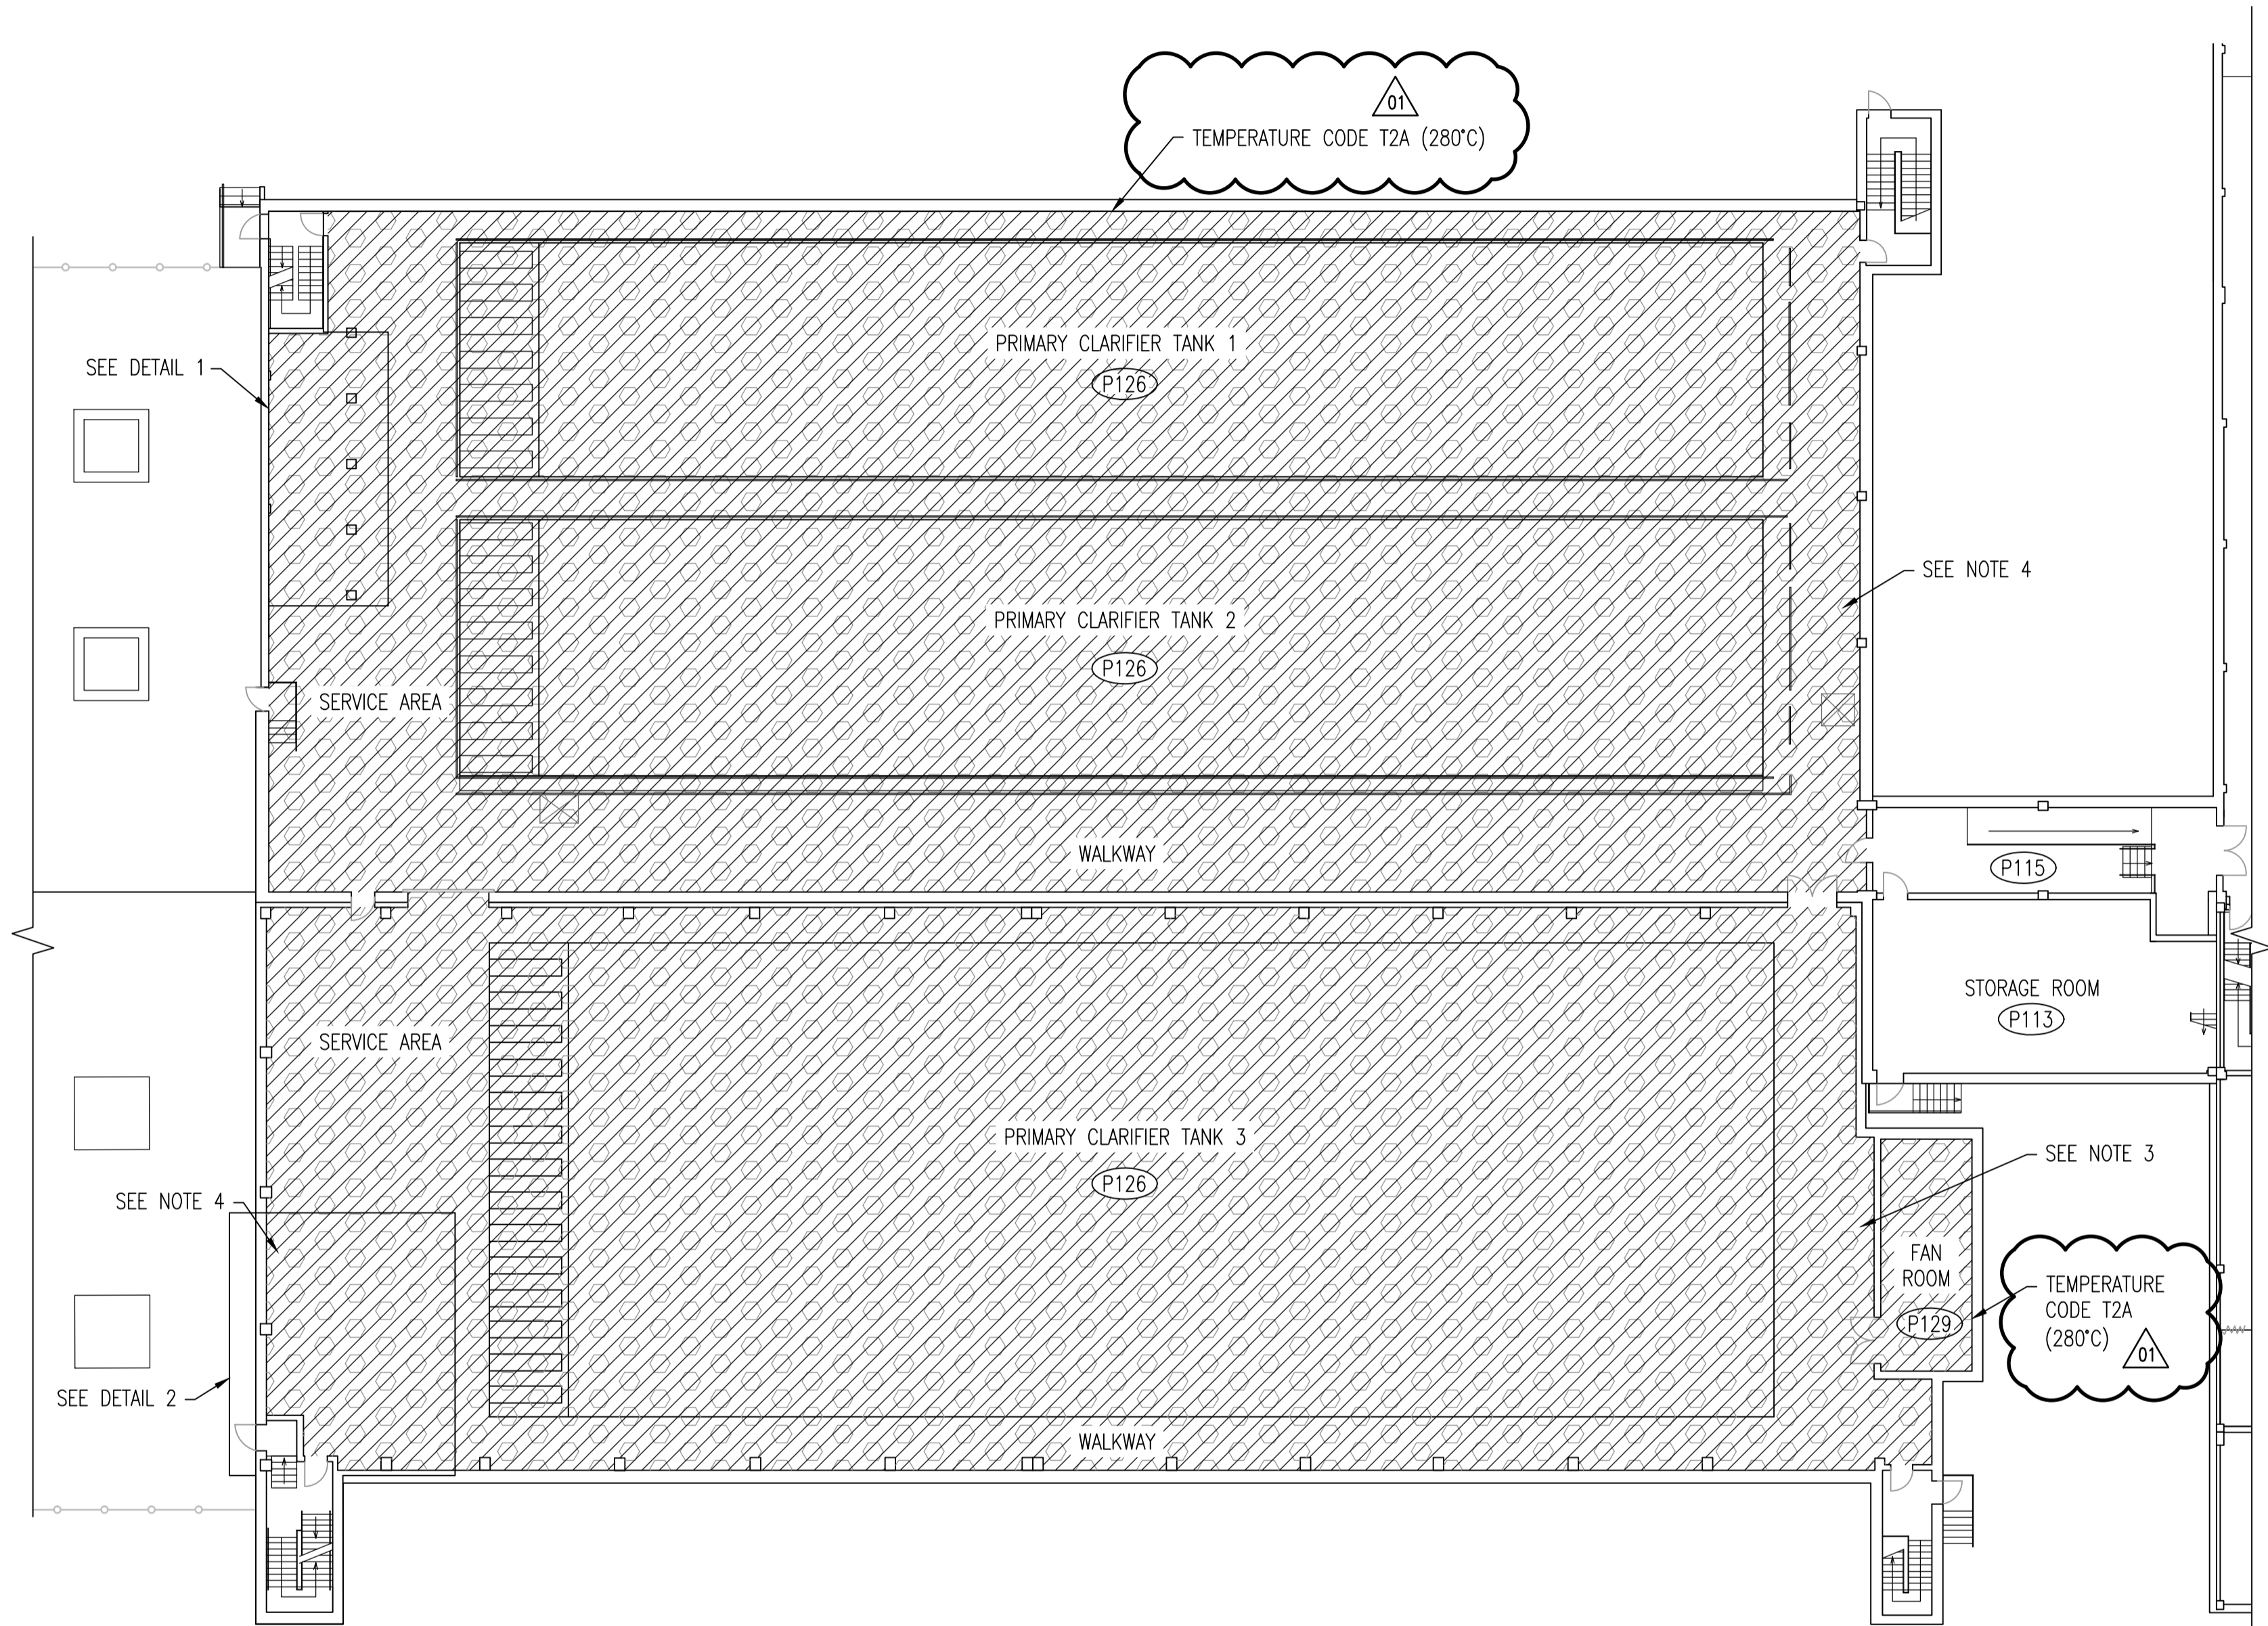 01
TEMPERATURE CODE T2A (280°C)
PRIMARY CLARIFIER TANK 1
P126
SEE DETAIL 1
SEE NOTE 4
PRIMARY CLARIFIER TANK 2
P126
SERVICE AREA
WALKWAY
P115
STORAGE ROOM
P113
SERVICE AREA
PRIMARY CLARIFIER TANK 3
P126
SEE NOTE 3
SEE NOTE 4
FAN
ROOM
P129
TEMPERATURE
CODE T2A
(280°C)
01
SEE DETAIL 2
WALKWAY